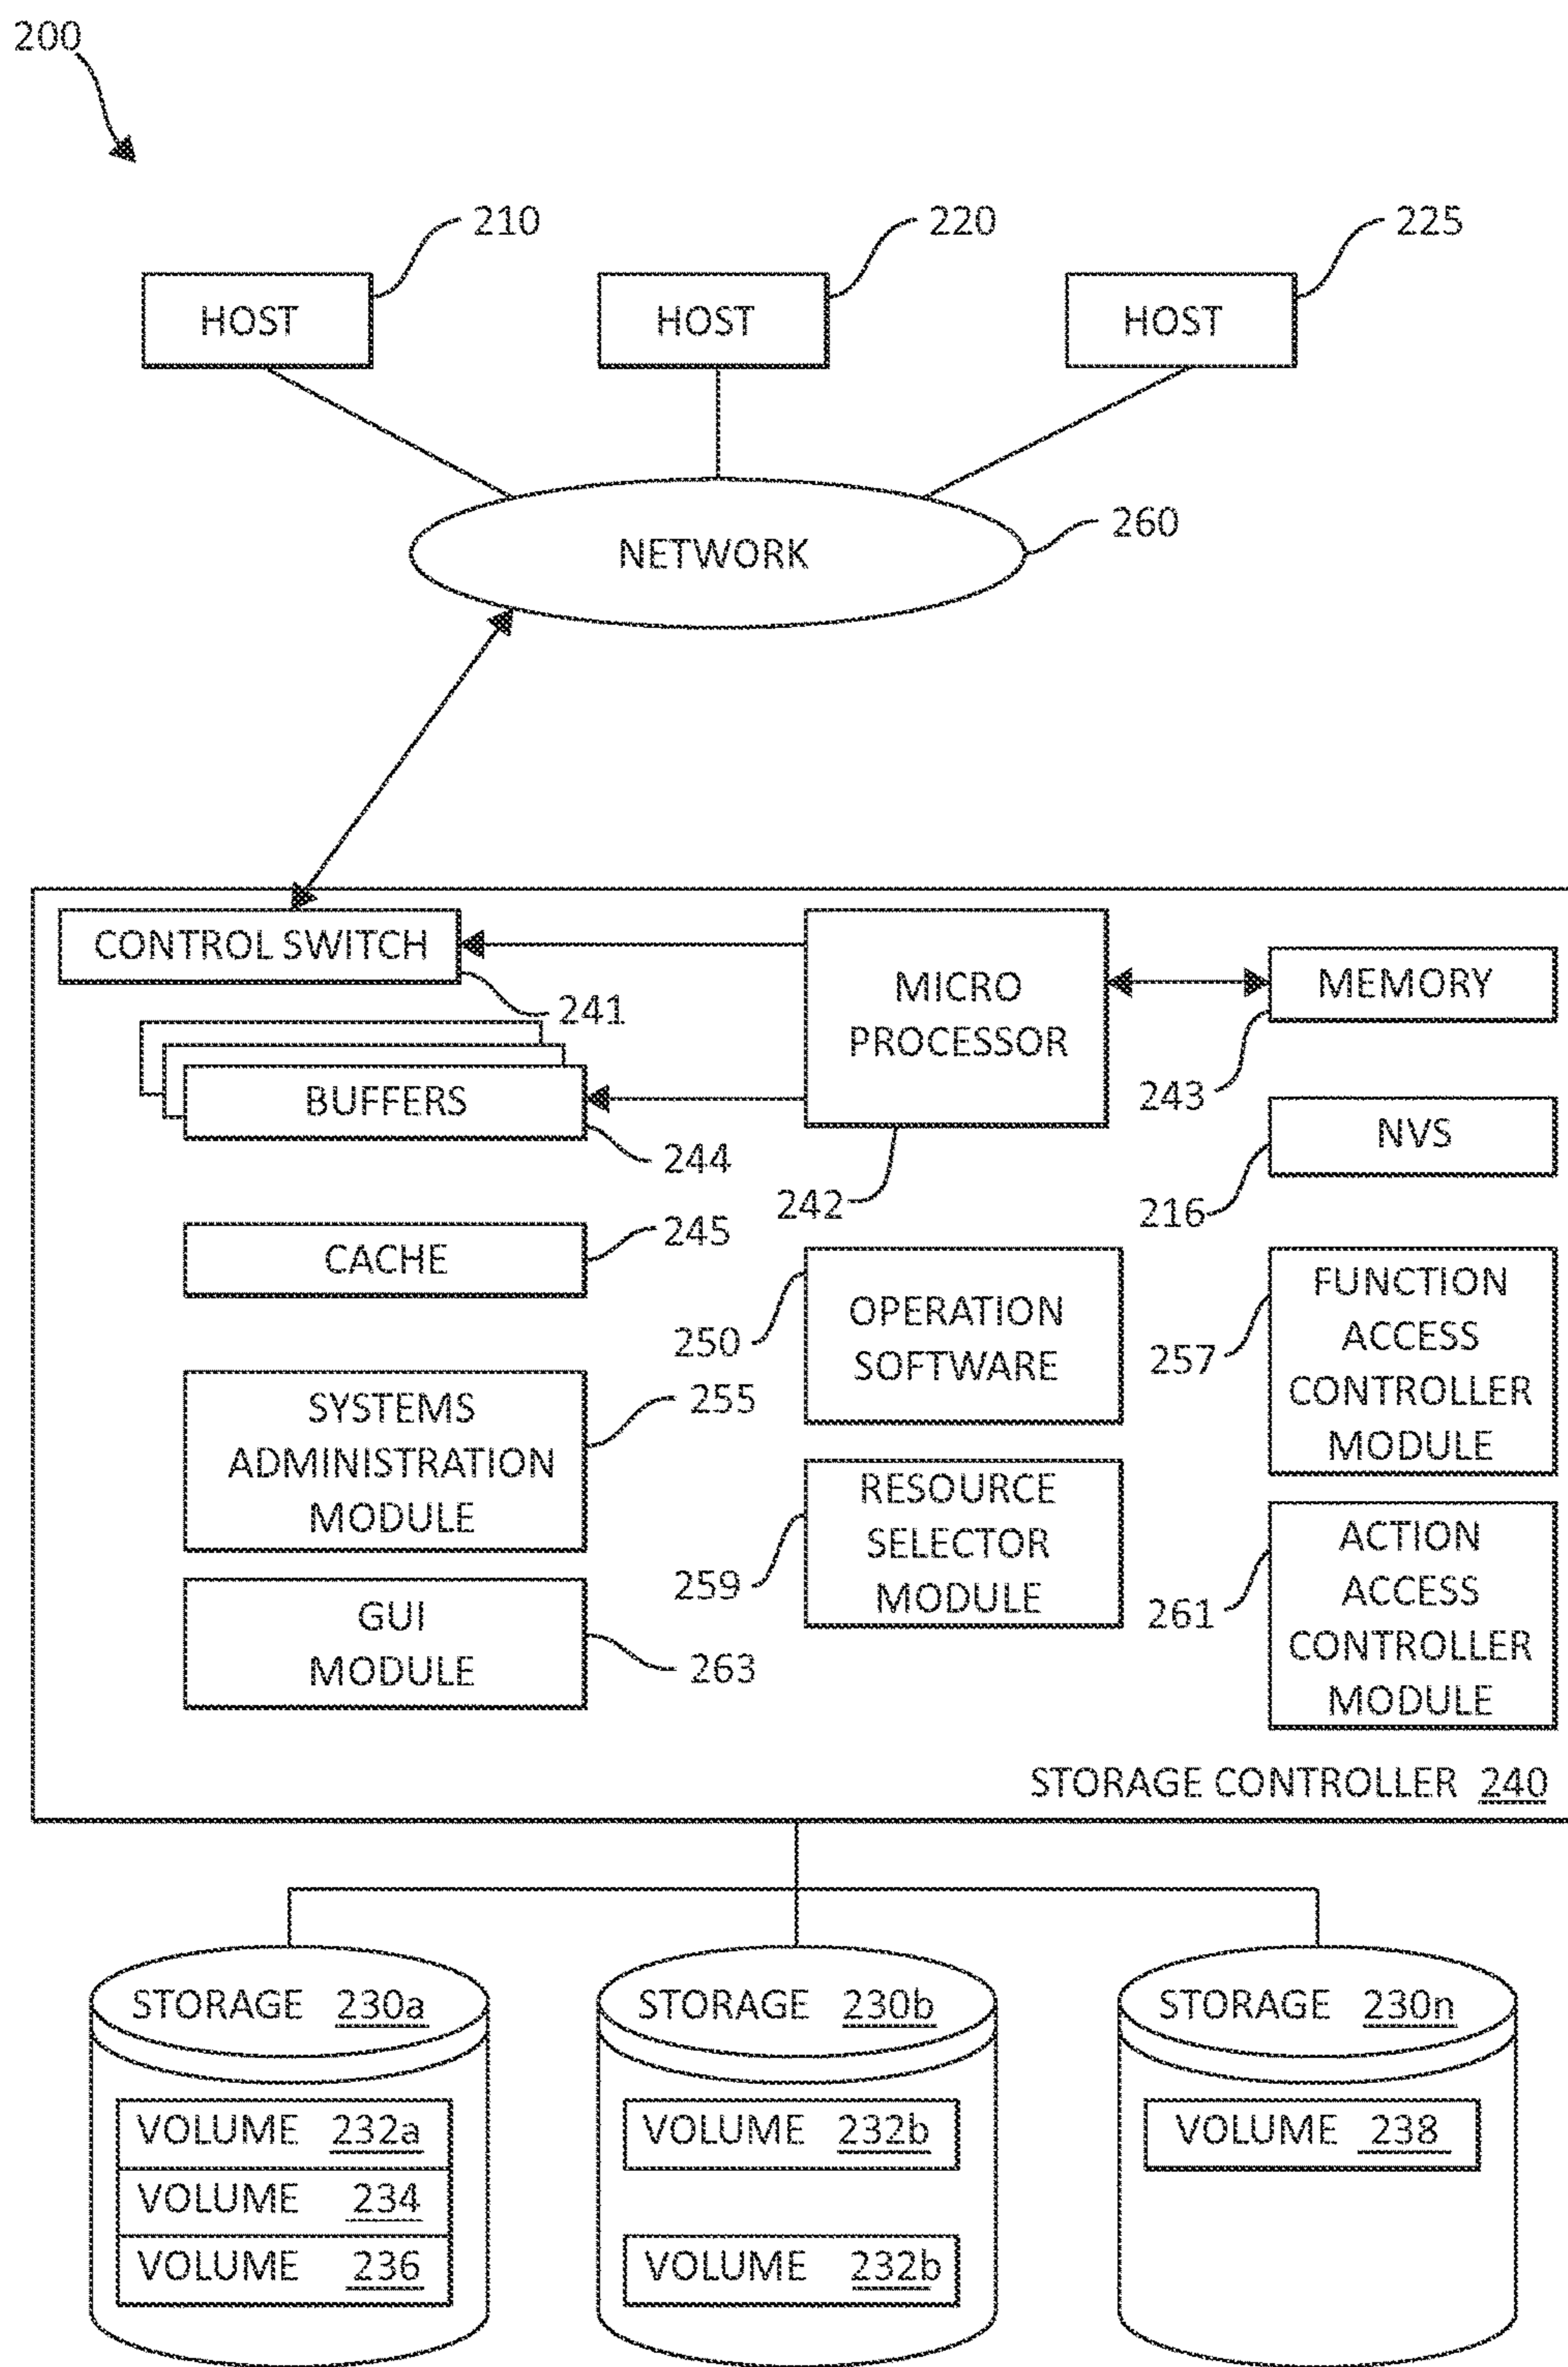 200
210
220
225
HOST
HOST
HOST
260
NETWORK
CONTROL SWITCH
241
MICRO
PROCESSOR
242
MEMORY
243
BUFFERS
244
NVS
216
CACHE
245
OPERATION
SOFTWARE
250
FUNCTION
ACCESS
CONTROLLER
MODULE
257
SYSTEMS
ADMINISTRATION
MODULE
255
RESOURCE
SELECTOR
MODULE
259
ACTION
ACCESS
CONTROLLER
MODULE
261
GUI
MODULE
263
STORAGE CONTROLLER 240
STORAGE 230a
VOLUME 232a
VOLUME 234
VOLUME 236
STORAGE 230b
VOLUME 232b
VOLUME 232b
STORAGE 230n
VOLUME 238